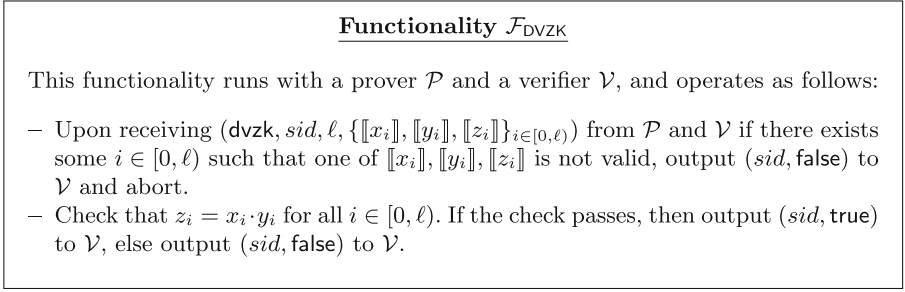 Functionality 𝓕_DVZK
This functionality runs with a prover 𝒫 and a verifier 𝒱, and operates as follows:
– Upon receiving (dvzk, sid, ℓ, {⟦x_i⟧, ⟦y_i⟧, ⟦z_i⟧}_{i∈[0,ℓ)}) from 𝒫 and 𝒱 if there exists
some i ∈ [0, ℓ) such that one of ⟦x_i⟧, ⟦y_i⟧, ⟦z_i⟧ is not valid, output (sid, false) to
𝒱 and abort.
– Check that z_i = x_i · y_i for all i ∈ [0, ℓ). If the check passes, then output (sid, true)
to 𝒱, else output (sid, false) to 𝒱.